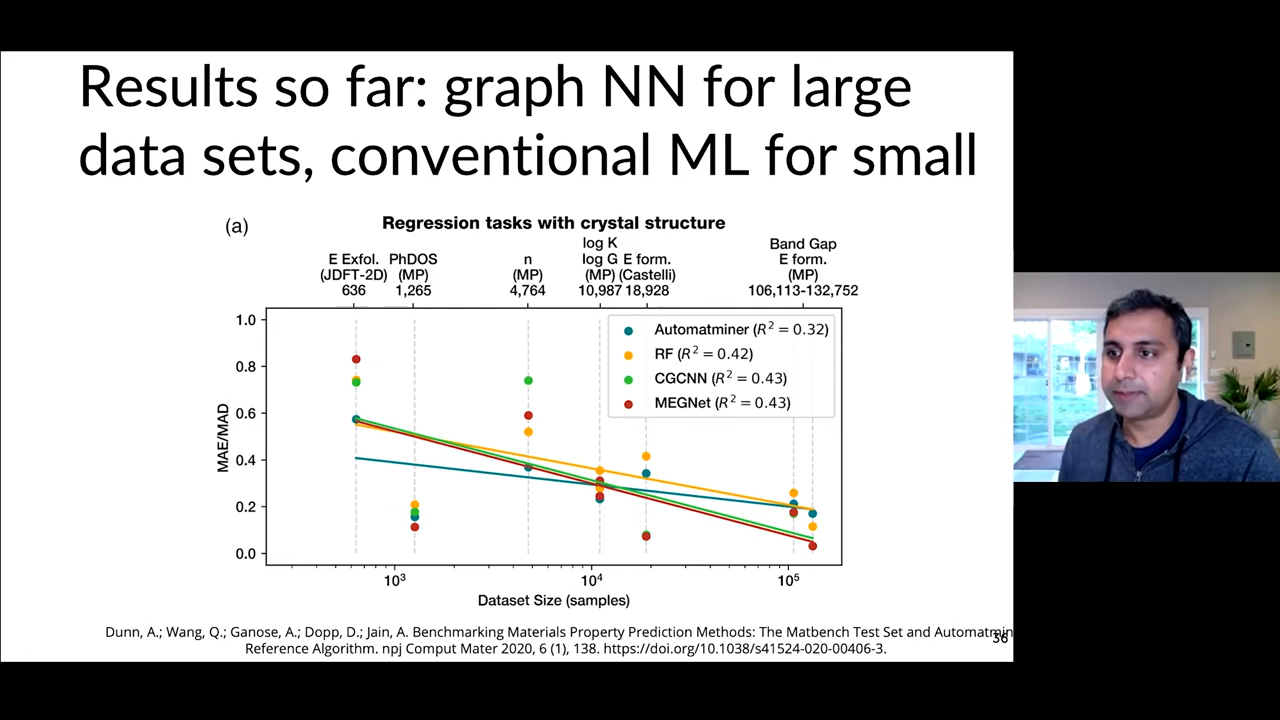 Results so far: graph NN for large
data sets, conventional ML for small
(a)
Regression tasks with crystal structure
E Exfol.
(JDFT-2D)
636
PhDOS
(MP)
1,265
n
(MP)
4,764
log K
log G
(MP)
10,987
E form.
(Castelli)
18,928
Band Gap
E form.
(MP)
106,113-132,752
Automatminer (R² = 0.32)
RF (R² = 0.42)
CGCNN (R² = 0.43)
MEGNet (R² = 0.43)
MAE/MAD
1.0
0.8
0.6
0.4
0.2
0.0
10³
10⁴
10⁵
Dataset Size (samples)
Dunn, A.; Wang, Q.; Ganose, A.; Dopp, D.; Jain, A. Benchmarking Materials Property Prediction Methods: The Matbench Test Set and Automatmin
Reference Algorithm. npj Comput Mater 2020, 6 (1), 138. https://doi.org/10.1038/s41524-020-00406-3.
36